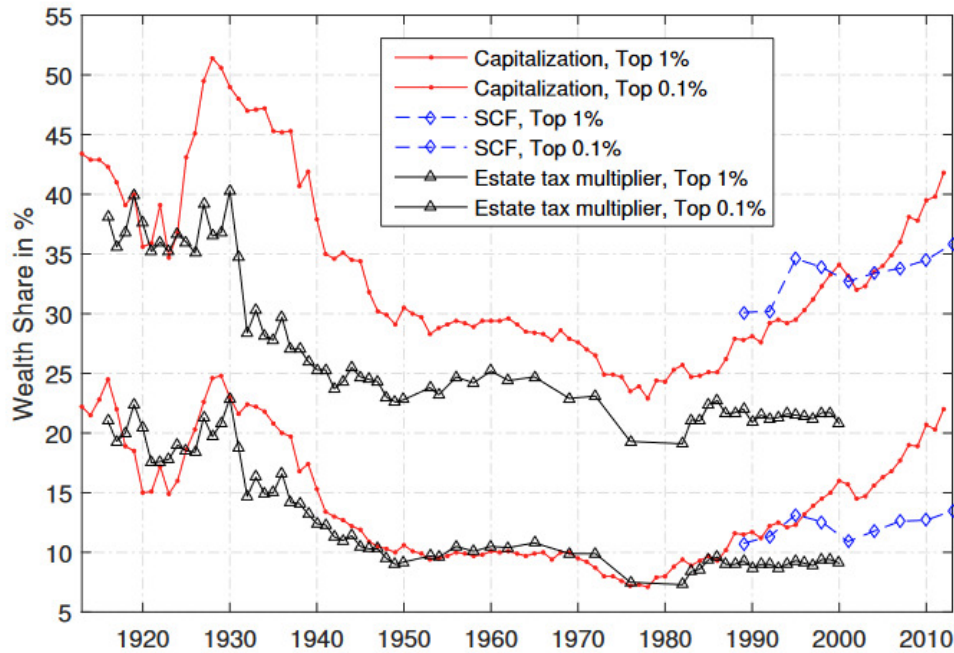 55
50
45
40
35
30
25
20
15
10
5
Wealth Share in %
Capitalization, Top 1%
Capitalization, Top 0.1%
SCF, Top 1%
SCF, Top 0.1%
Estate tax multiplier, Top 1%
Estate tax multiplier, Top 0.1%
1920 1930 1940 1950 1960 1970 1980 1990 2000 2010